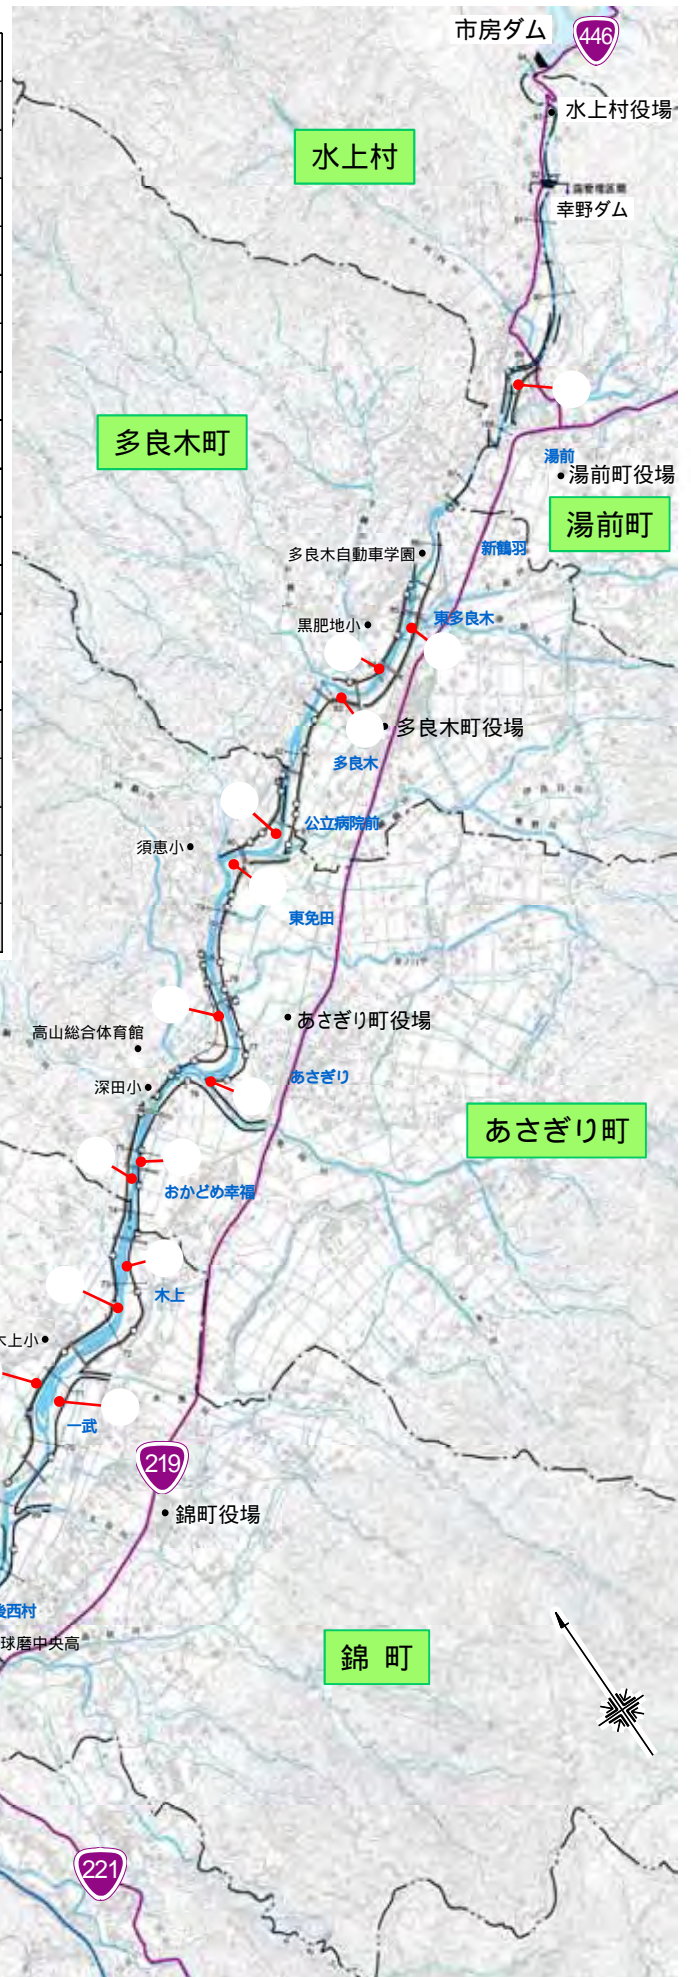 市房ダム
446
水上村役場
水上村
幸野ダム
多良木町
湯前
湯前町役場
湯前町
新鶴羽
多良木自動車学園
東多良木
黒肥地小
多良木町役場
多良木
公立病院前
須恵小
東免田
あさぎり町役場
高山総合体育館
あさぎり
深田小
あさぎり町
おかどめ幸福
木上
木上小
一武
219
錦町役場
後西村
球磨中央高
錦 町
221